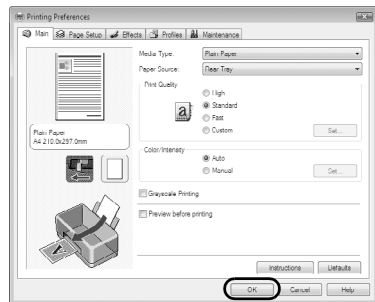 Printing Preferences
Main Page Setup Effects Profiles Maintenance
Media Type: Plain Paper
Paper Source: Rear Tray
Print Quality
High
Standard
Fast
Custom Set...
Plain Paper
A4 210.0x297.0mm
Color/Intensity
Auto
Manual Set...
Grayscale Printing
Preview before printing
Instructions Defaults
OK Cancel Help